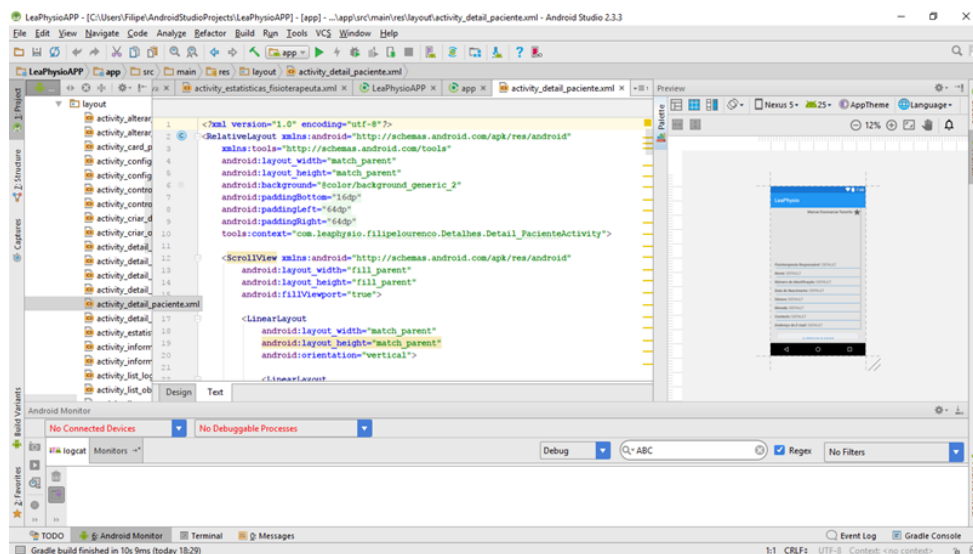 LeaPhysioAPP - [C:\Users\Filipe\AndroidStudioProjects\LeaPhysioAPP] - [app] - ...\app\src\main\res\layout\activity_detail_paciente.xml - Android Studio 2.3.3
File Edit View Navigate Code Analyze Refactor Build Run Tools VCS Window Help
app
LeaPhysioAPP app src main res layout activity_detail_paciente.xml
activity_estatisticas_fisioterapeuta.xml LeaPhysioAPP app activity_detail_paciente.xml Preview
1: Project
Z: Structure
Captures
Build Variants
2: Favorites
layout
activity_alterar
activity_card_p
activity_config
activity_config
activity_contro
activity_contro
activity_criar_d
activity_criar_o
activity_detail_
activity_detail_
activity_detail_
activity_detail_
activity_detail_paciente.xml
activity_detail_
activity_estatis
activity_inform
activity_inform
activity_list_log
activity_list_ob
1 <?xml version="1.0" encoding="utf-8"?>
2 <RelativeLayout xmlns:android="http://schemas.android.com/apk/res/android"
3 xmlns:tools="http://schemas.android.com/tools"
4 android:layout_width="match_parent"
5 android:layout_height="match_parent"
6 android:background="@color/background_generic_2"
7 android:paddingBottom="16dp"
8 android:paddingLeft="64dp"
9 android:paddingRight="64dp"
10 tools:context="com.leaphysio.filipelourenco.Detalhes.Detail_PacienteActivity">
11
12 <ScrollView xmlns:android="http://schemas.android.com/apk/res/android"
13 android:layout_width="fill_parent"
14 android:layout_height="fill_parent"
15 android:fillViewport="true">
16
17 <LinearLayout
18 android:layout_width="match_parent"
19 android:layout_height="match_parent"
20 android:orientation="vertical">
21
<LinearLayout
Design Text
Palette
Nexus 5 25 AppTheme Language
12%
LeaPhysio
Android Monitor
No Connected Devices No Debuggable Processes
logcat Monitors Debug ABC Regex No Filters
TODO 6: Android Monitor Terminal 0: Messages Event Log Gradle Console
Gradle build finished in 10s 9ms (today 18:29) 1:1 CRLF UTF-8 Context: <no context>